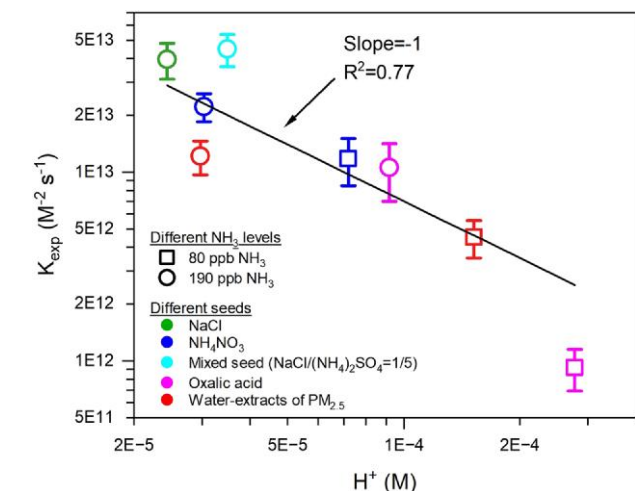 5E13
2E13
1E13
5E12
2E12
1E12
5E11
K_exp (M⁻² s⁻¹)
Slope=-1
R²=0.77
Different NH₃ levels
80 ppb NH₃
190 ppb NH₃
Different seeds
NaCl
NH₄NO₃
Mixed seed (NaCl/(NH₄)₂SO₄=1/5)
Oxalic acid
Water-extracts of PM₂.₅
2E−5
5E−5
1E−4
2E−4
H⁺ (M)